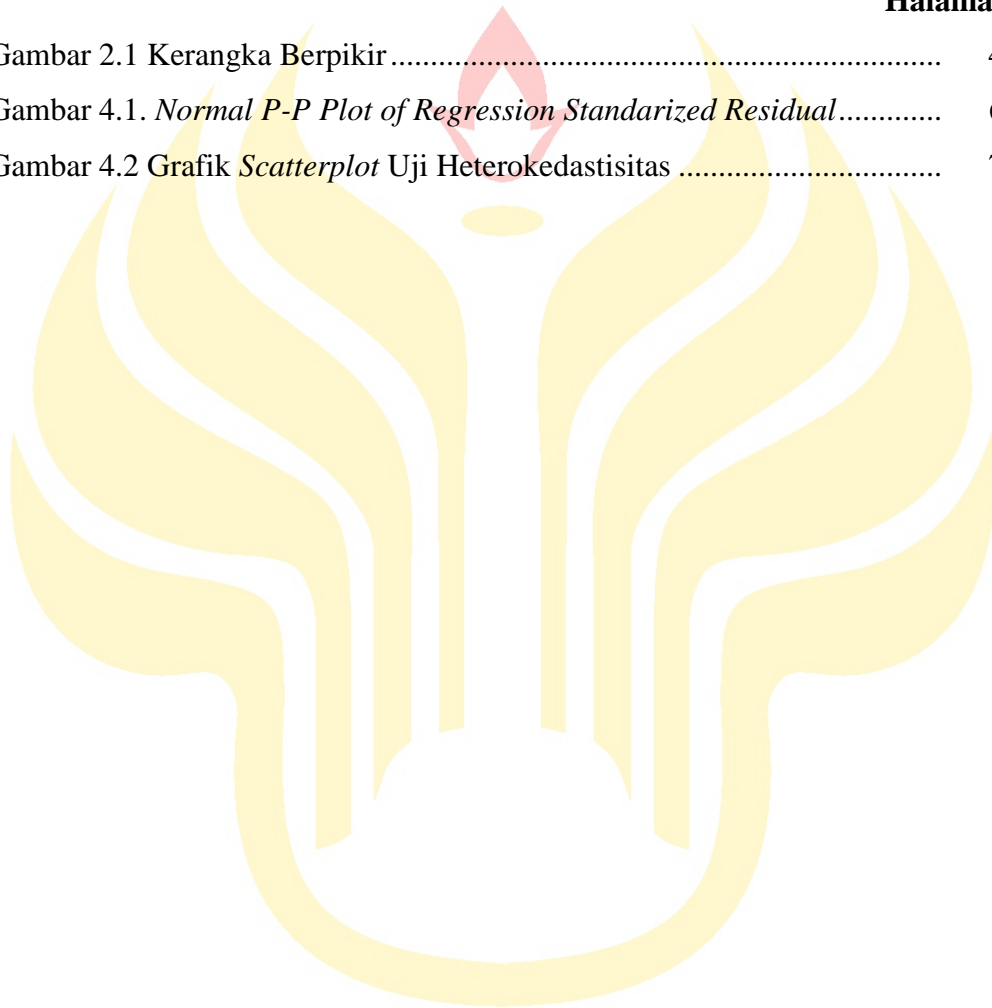 Gambar 2.1 Kerangka Berpikir ....................................................................
Gambar 4.1. Normal P-P Plot of Regression Standarized Residual.............
Gambar 4.2 Grafik Scatterplot Uji Heterokedastisitas .................................